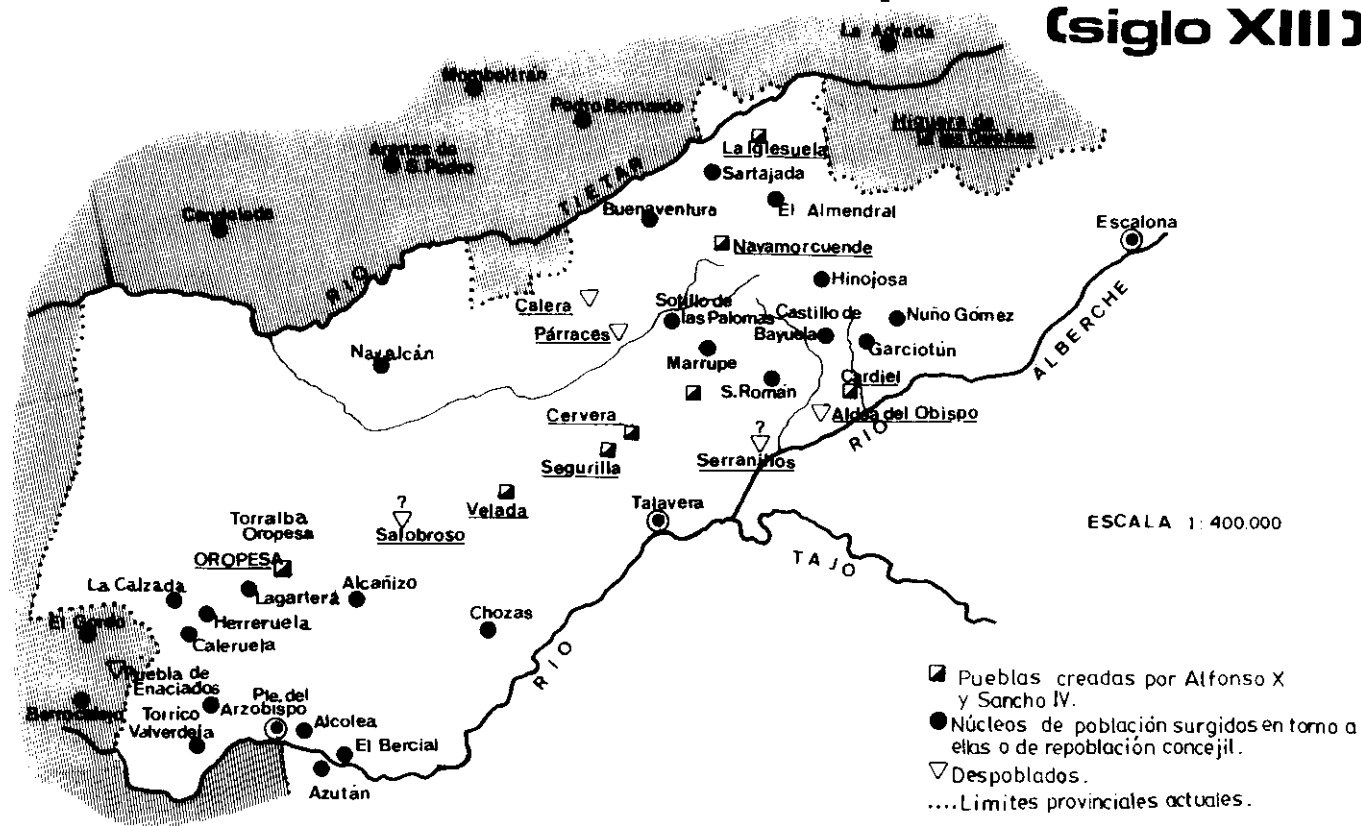 (siglo XIII)
La Adrada
Mombeltrán
Pedro Bernardo
Higuera de
las Dueñas
Arenas de
S. Pedro
La Iglesuela
Sartajada
Candeleda
TIETAR
RIO
Buenaventura
El Almendral
Escalona
Navamorcuende
Hinojosa
Calera
Sotillo de
las Palomas
Castillo de
Bayuela
Nuño Gómez
Párraces
Garciotún
ALBERCHE
Navalcán
Marrupe
S. Román
Cardiel
Aldea del Obispo
RIO
Cervera
?
Serranillos
Segurilla
Velada
Talavera
?
Salobroso
Torralba
Oropesa
ESCALA 1:400.000
TAJO
OROPESA
La Calzada
Lagartera
Alcañizo
Herreruela
Chozas
El Gordo
Caleruela
RIO
Puebla de
Enaciados
Pte. del
Arzobispo
Berrocalejo
Torrico
Valverdeja
Alcolea
El Bercial
Azután
Pueblas creadas por Alfonso X
y Sancho IV.
Núcleos de población surgidos en torno a
ellas o de repoblación concejil.
Despoblados.
....Limites provinciales actuales.